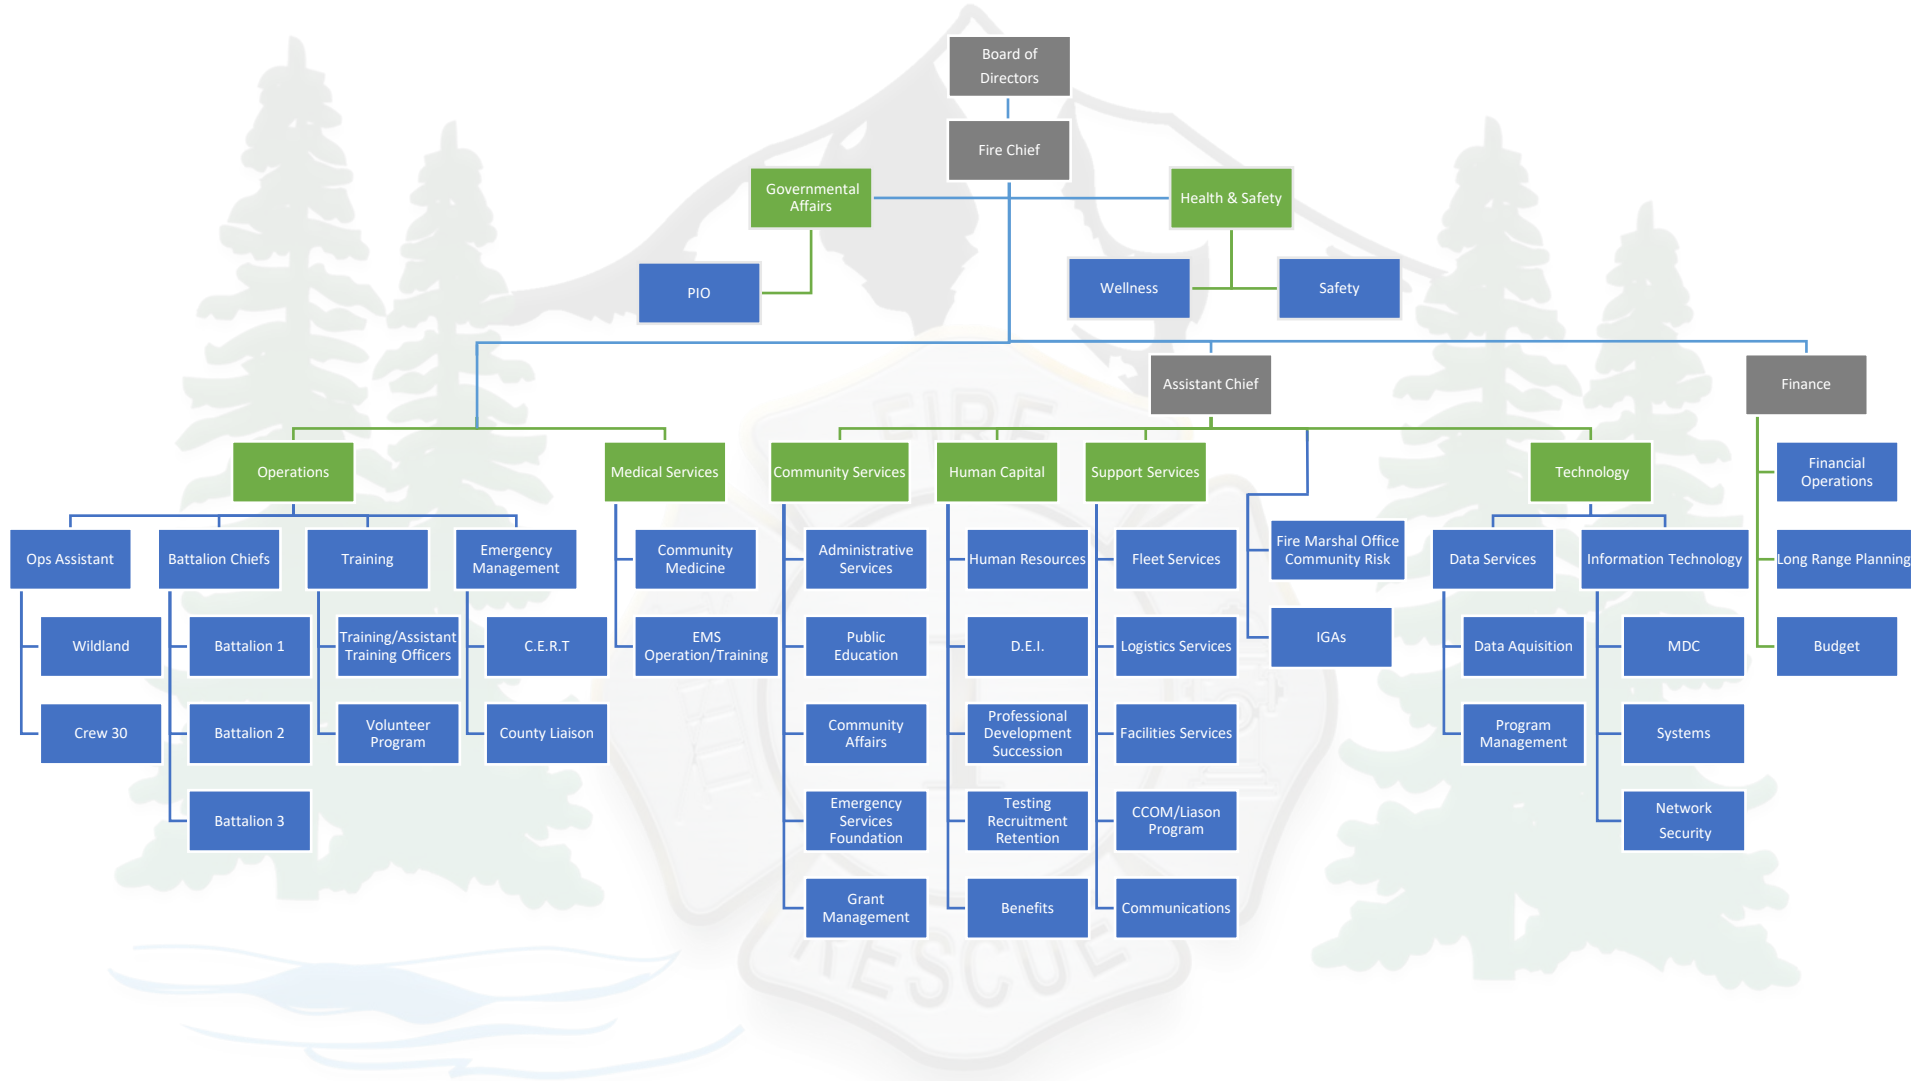 Board of
Directors
Fire Chief
Governmental
Affairs
Health & Safety
PIO
Wellness
Safety
Assistant Chief
Finance
Operations
Medical Services
Community Services
Human Capital
Support Services
Technology
Financial
Operations
Ops Assistant
Battalion Chiefs
Training
Emergency
Management
Community
Medicine
Administrative
Services
Human Resources
Fleet Services
Fire Marshal Office
Community Risk
Data Services
Information Technology
Long Range Planning
Wildland
Battalion 1
Training/Assistant
Training Officers
C.E.R.T
EMS
Operation/Training
Public
Education
D.E.I.
Logistics Services
IGAs
Data Aquisition
MDC
Budget
Crew 30
Battalion 2
Volunteer
Program
County Liaison
Community
Affairs
Professional
Development
Succession
Facilities Services
Program
Management
Systems
Battalion 3
Emergency
Services
Foundation
Testing
Recruitment
Retention
CCOM/Liason
Program
Network
Security
Grant
Management
Benefits
Communications
FIRE
RESCUE